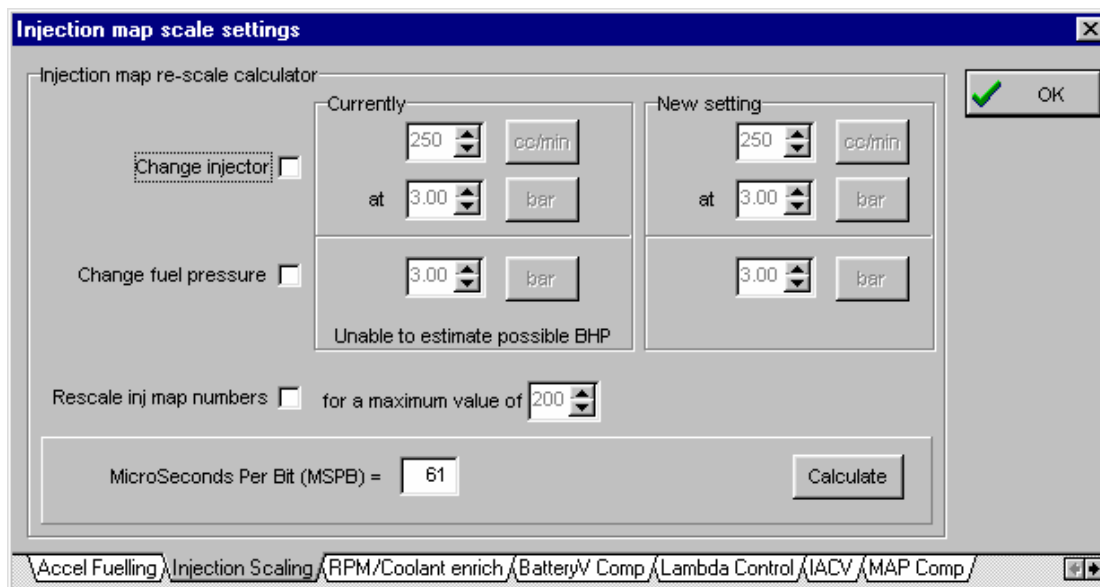 Injection map scale settings
Injection map re-scale calculator
OK
Currently
New setting
Change injector
250 cc/min
250 cc/min
at 3.00 bar
at 3.00 bar
Change fuel pressure
3.00 bar
3.00 bar
Unable to estimate possible BHP
Rescale inj map numbers for a maximum value of 200
MicroSeconds Per Bit (MSPB) = 61
Calculate
Accel Fuelling Injection Scaling RPM/Coolant enrich BatteryV Comp Lambda Control IACV MAP Comp